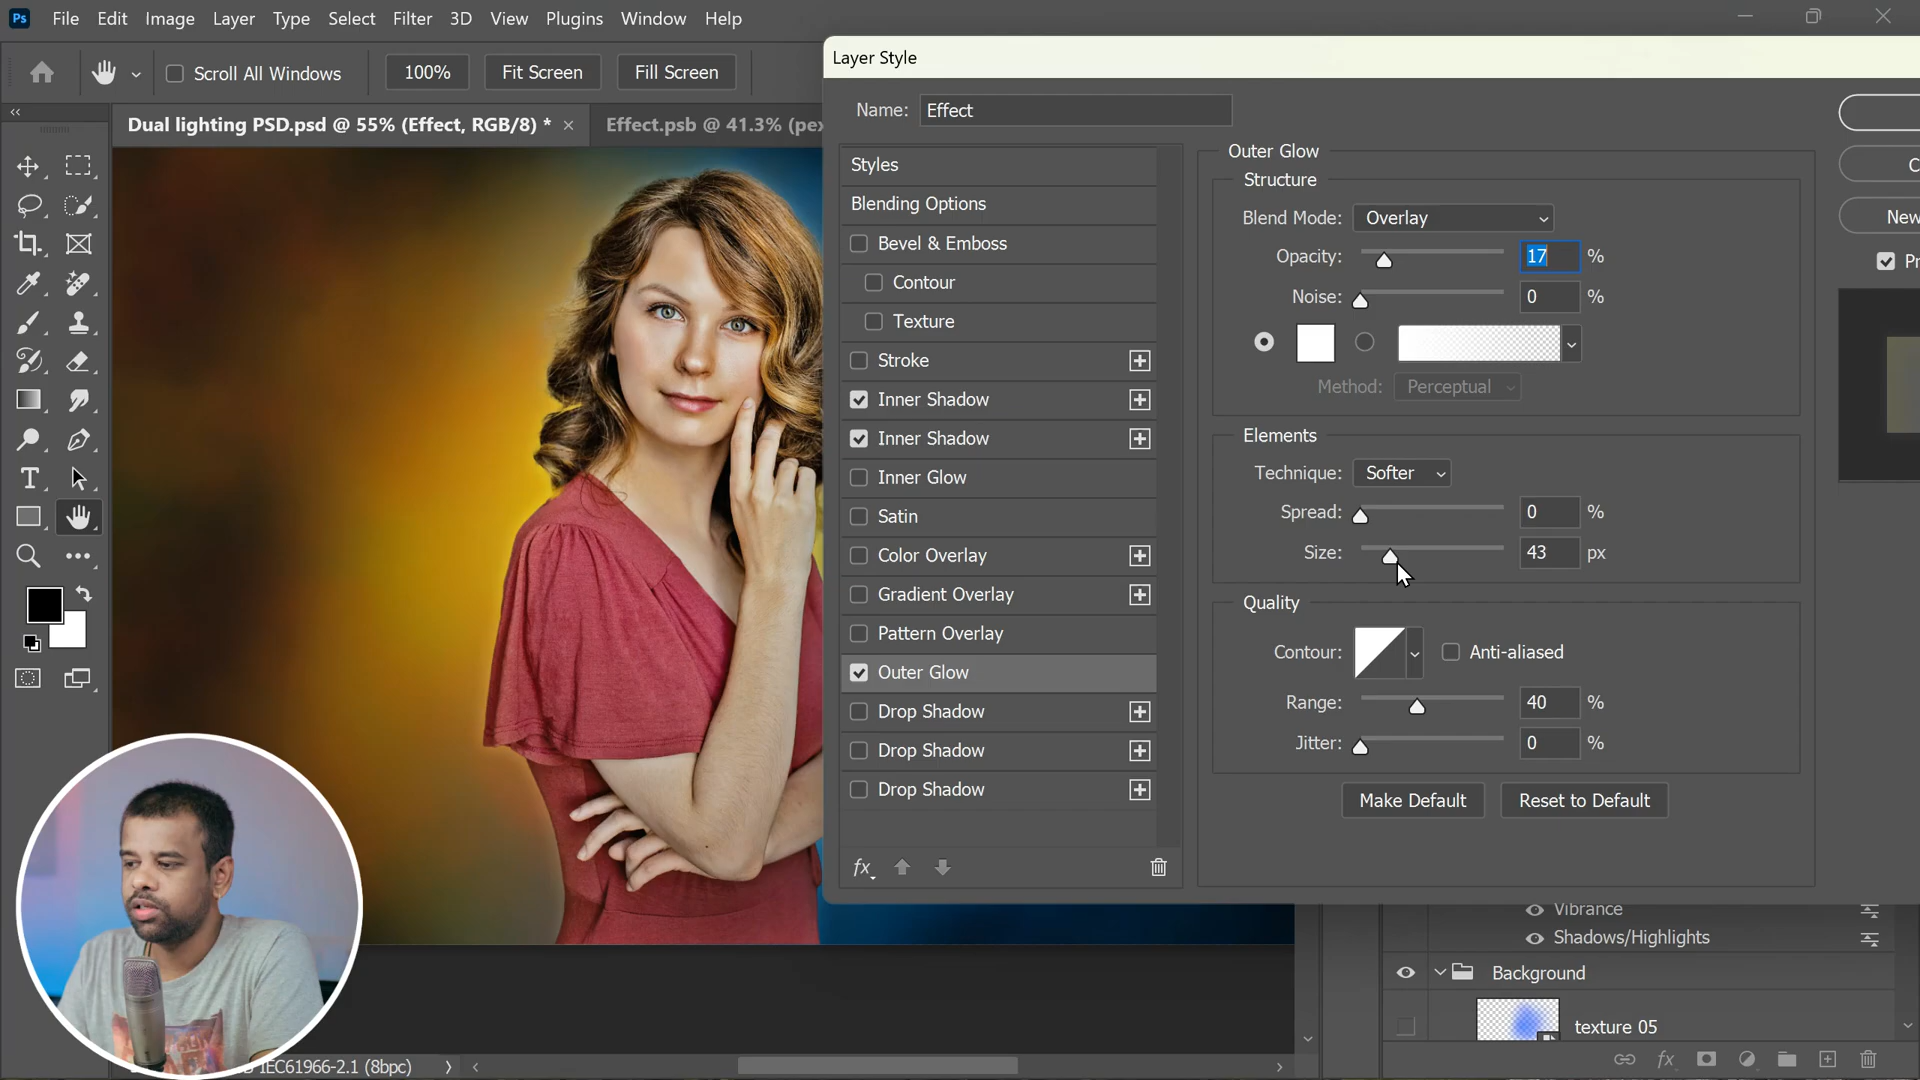 Ps File Edit Image Layer Type Select Filter 3D View Plugins Window Help
Scroll All Windows 100% Fit Screen Fill Screen
Layer Style
Name: Effect
Dual lighting PSD.psd @ 55% (Effect, RGB/8) * × Effect.psb @ 41.3% (pex
Styles
Blending Options
Bevel & Emboss
Contour
Texture
Stroke
Inner Shadow
Inner Shadow
Inner Glow
Satin
Color Overlay
Gradient Overlay
Pattern Overlay
Outer Glow
Drop Shadow
Drop Shadow
Drop Shadow
fx
Outer Glow
Structure
Blend Mode: Overlay
Opacity: 17 %
Noise: 0 %
Method: Perceptual
Elements
Technique: Softer
Spread: 0 %
Size: 43 px
Quality
Contour: Anti-aliased
Range: 40 %
Jitter: 0 %
Make Default Reset to Default
C
New
Pr
T
Vibrance
Shadows/Highlights
Background
texture 05
fx
IEC61966-2.1 (8bpc)